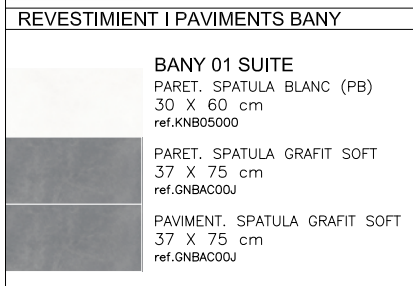 REVESTIMIENT I PAVIMENTS BANY
BANY 01 SUITE
PARET. SPATULA BLANC (PB)
30 X 60 cm
ref.KNB05000
PARET. SPATULA GRAFIT SOFT
37 X 75 cm
ref.GNBAC00J
PAVIMENT. SPATULA GRAFIT SOFT
37 X 75 cm
ref.GNBAC00J